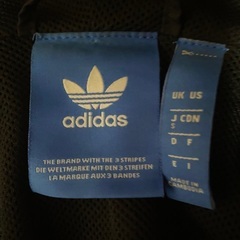 adidas
THE BRAND WITH THE 3 STRIPES
DIE WELTMARKE MIT DEN 3 STREIFEN
LA MARQUE AUX 3 BANDES
UK US
J CDN
D F
E I
MADE IN
CAMBODIA